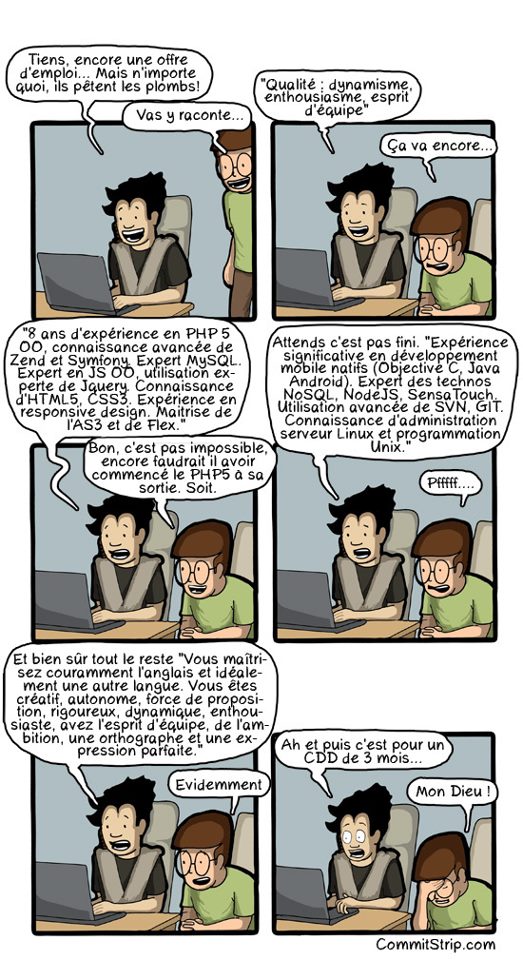 Tiens, encore une offre
d'emploi... Mais n'importe
quoi, ils pêtent les plombs!
Vas y raconte...
"Qualité : dynamisme,
enthousiasme, esprit
d'équipe"
Ça va encore...
"8 ans d'expérience en PHP 5
OO, connaissance avancée de
Zend et Symfony. Expert MySQL.
Expert en JS OO, utilisation ex-
perte de Jquery. Connaissance
d'HTML5, CSS3. Expérience en
responsive design. Maitrise de
l'AS3 et de Flex."
Bon, c'est pas impossible,
encore faudrait il avoir
commencé le PHP5 à sa
sortie. Soit.
Attends c'est pas fini. "Expérience
significative en développement
mobile natifs (Objective C, Java
Android). Expert des technos
NoSQL, NodeJS, SensaTouch.
Utilisation avancée de SVN, GIT.
Connaissance d'administration
serveur Linux et programmation
Unix."
Pfffff....
Et bien sûr tout le reste "Vous maîtri-
sez couramment l'anglais et idéale-
ment une autre langue. Vous êtes
créatif, autonome, force de proposi-
tion, rigoureux, dynamique, enthou-
siaste, avez l'esprit d'équipe, de l'am-
bition, une orthographe et une ex-
pression parfaite."
Evidemment
Ah et puis c'est pour un
CDD de 3 mois...
Mon Dieu !
CommitStrip.com